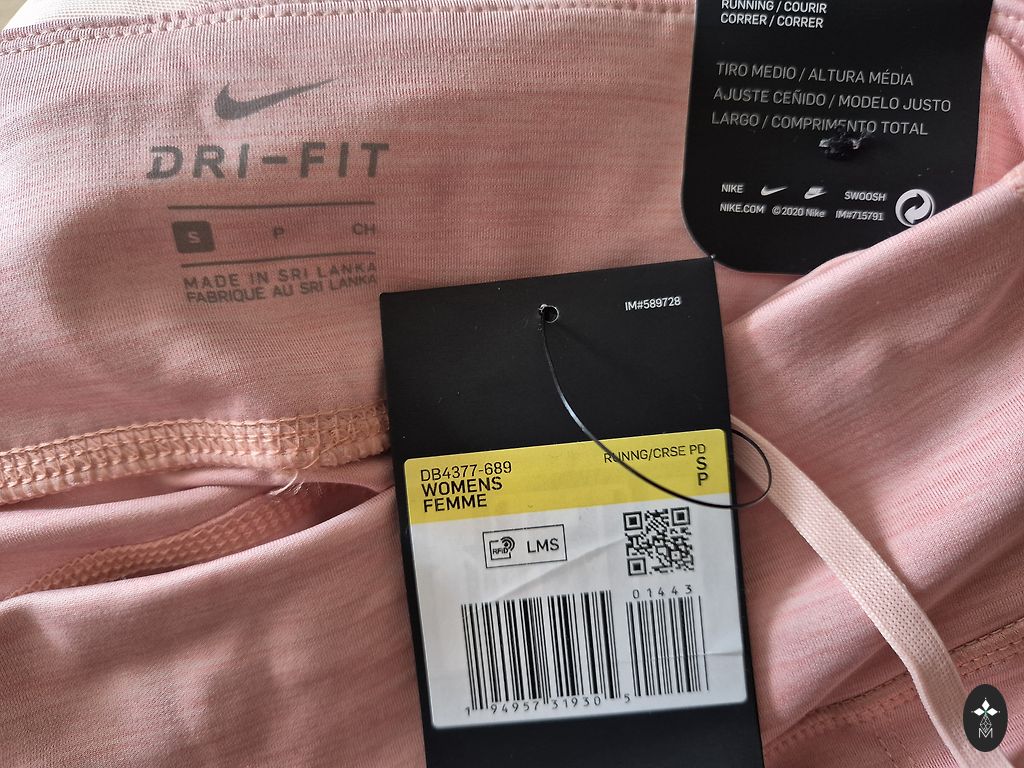 RUNNING / COURIR
CORRER / CORRER
TIRO MEDIO / ALTURA MÉDIA
AJUSTE CEÑIDO / MODELO JUSTO
LARGO / COMPRIMENTO TOTAL
NIKE SWOOSH
NIKE.COM ©2020 Nike IM#715791
DRI-FIT
S P CH
MADE IN SRI LANKA
FABRIQUE AU SRI LANKA
IM#589728
DB4377-689 RUNNG/CRSE PD
WOMENS S
FEMME P
RFID LMS
01443
1 94957 31930 5
M